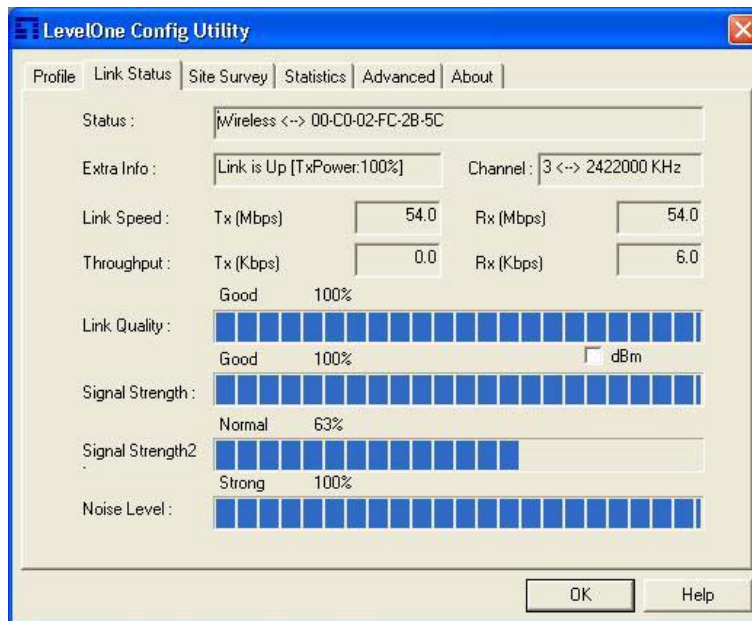 LevelOne Config Utility
Profile Link Status Site Survey Statistics Advanced About
Status : iWireless <--> 00-C0-02-FC-2B-5C
Extra Info : Link is Up [TxPower:100%] Channel : 3 <--> 2422000 KHz
Link Speed : Tx (Mbps) 54.0 Rx (Mbps) 54.0
Throughput : Tx (Kbps) 0.0 Rx (Kbps) 6.0
Good 100%
Link Quality :
Good 100% dBm
Signal Strength :
Normal 63%
Signal Strength2
:
Strong 100%
Noise Level :
OK Help